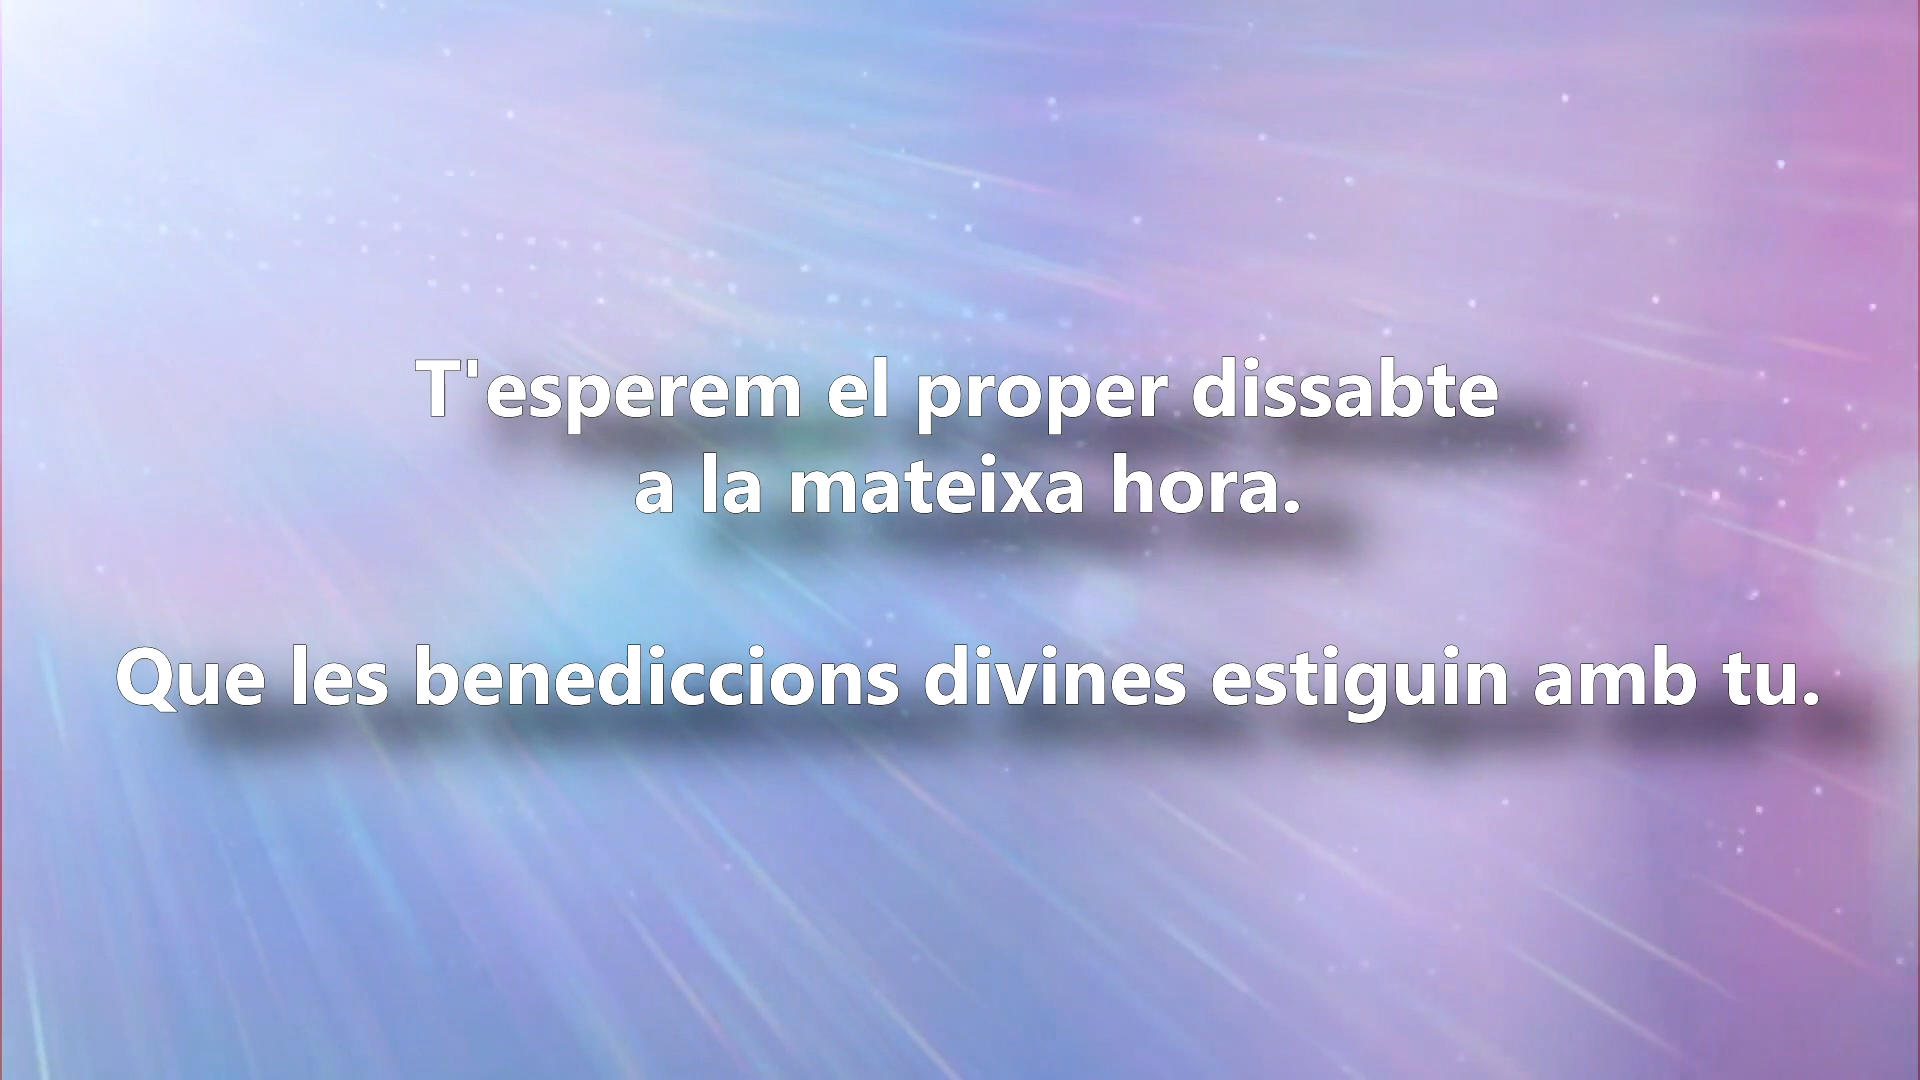 T'esperem el proper dissabte
a la mateixa hora.
Que les benediccions divines estiguin amb tu.